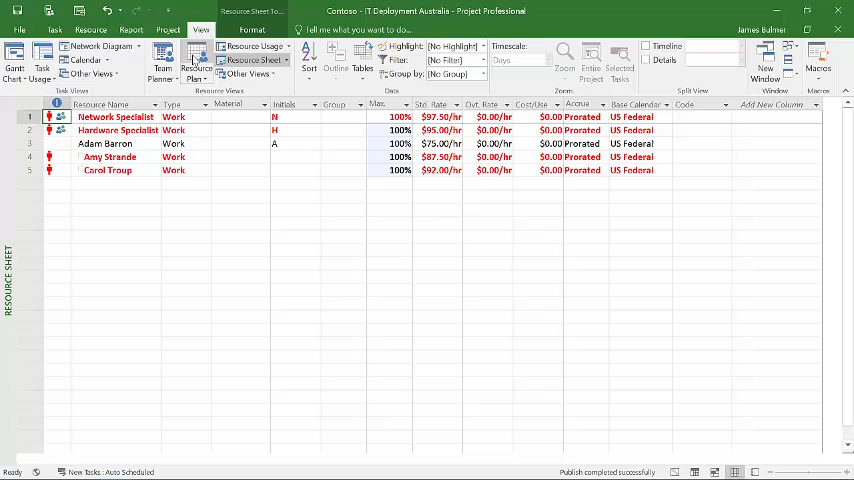 Resource Sheet To...
Contoso - IT Deployment Australia - Project Professional
File
Task
Resource
Report
Project
View
Format
Tell me what you want to do...
James Bulmer
Gantt Chart
Task Usage
Network Diagram
Calendar
Other Views
Task Views
Team Planner
Resource Plan
Resource Usage
Resource Sheet
Other Views
Resource Views
Sort
Outline
Tables
Highlight: [No Highlight]
Filter: [No Filter]
Group by: [No Group]
Data
Timescale:
Days
Zoom
Entire Project
Selected Tasks
Zoom
Timeline
Details
Split View
New Window
Window
Macros
Macros
Resource Name Type Material Initials Group Max. Std. Rate Ovt. Rate Cost/Use Accrue Base Calendar Code Add New Column
1 Network Specialist Work N 100% $97.50/hr $0.00/hr $0.00 Prorated US Federal
2 Hardware Specialist Work H 100% $95.00/hr $0.00/hr $0.00 Prorated US Federal
3 Adam Barron Work A 100% $75.00/hr $0.00/hr $0.00 Prorated US Federal
4 Amy Strande Work 100% $87.50/hr $0.00/hr $0.00 Prorated US Federal
5 Carol Troup Work 100% $92.00/hr $0.00/hr $0.00 Prorated US Federal
RESOURCE SHEET
Ready
New Tasks : Auto Scheduled
Publish completed successfully